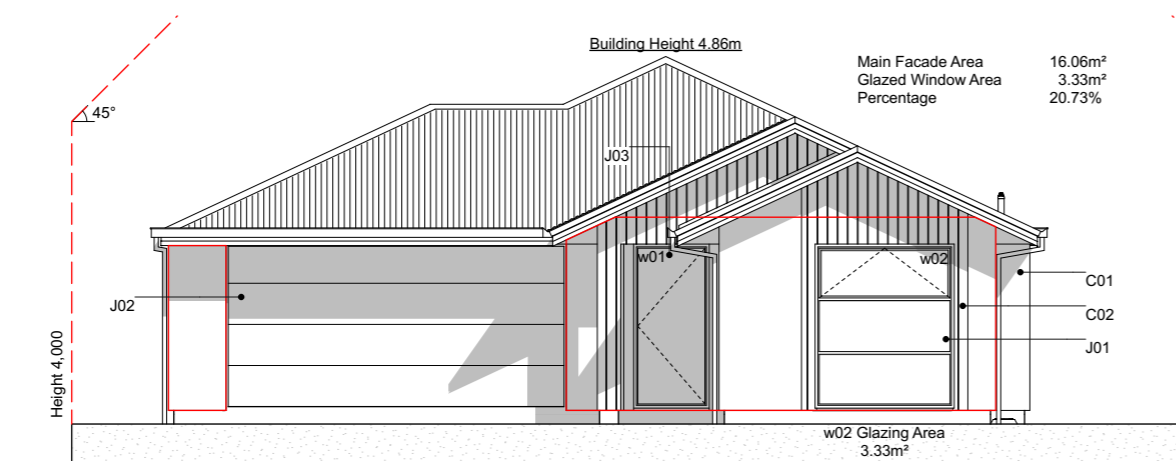 Building Height 4.86m
Main Facade Area 16.06m²
Glazed Window Area 3.33m²
Percentage 20.73%
45°
J03
w01
w02
C01
J02
C02
J01
Height 4,000
w02 Glazing Area
3.33m²